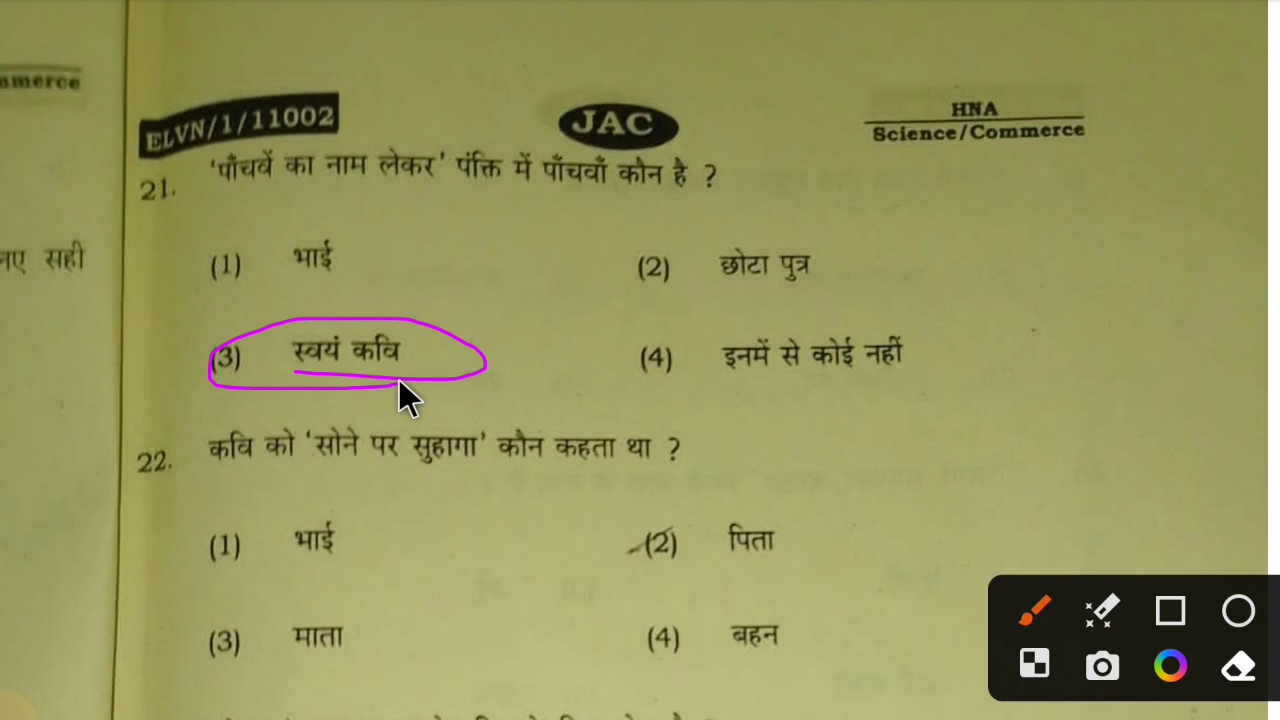 mmerce
ELVN/1/11002
JAC
HNA
Science/Commerce
21. 'पाँचवें का नाम लेकर' पंक्ति में पाँचवाँ कौन है ?
नए सही
(1) भाई
(2) छोटा पुत्र
(3) स्वयं कवि
(4) इनमें से कोई नहीं
22. कवि को 'सोने पर सुहागा' कौन कहता था ?
(1) भाई
(2) पिता
(3) माता
(4) बहन